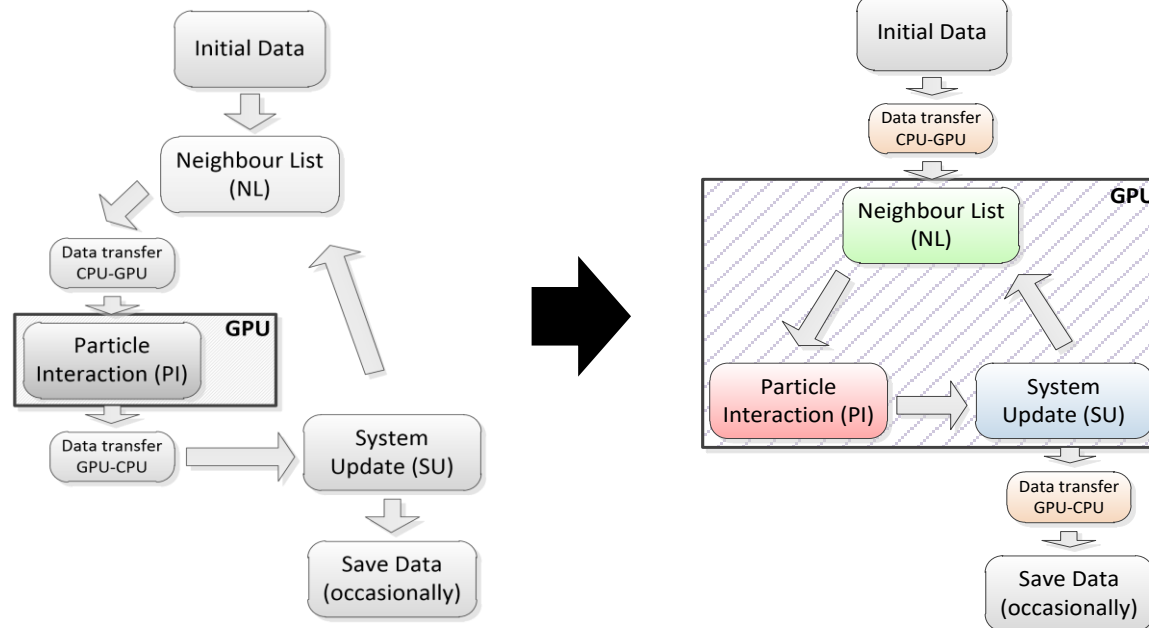 Initial Data
Neighbour List
(NL)
Data transfer
CPU-GPU
GPU
Particle
Interaction (PI)
Data transfer
GPU-CPU
System
Update (SU)
Save Data
(occasionally)
Initial Data
Data transfer
CPU-GPU
GPU
Neighbour List
(NL)
Particle
Interaction (PI)
System
Update (SU)
Data transfer
GPU-CPU
Save Data
(occasionally)